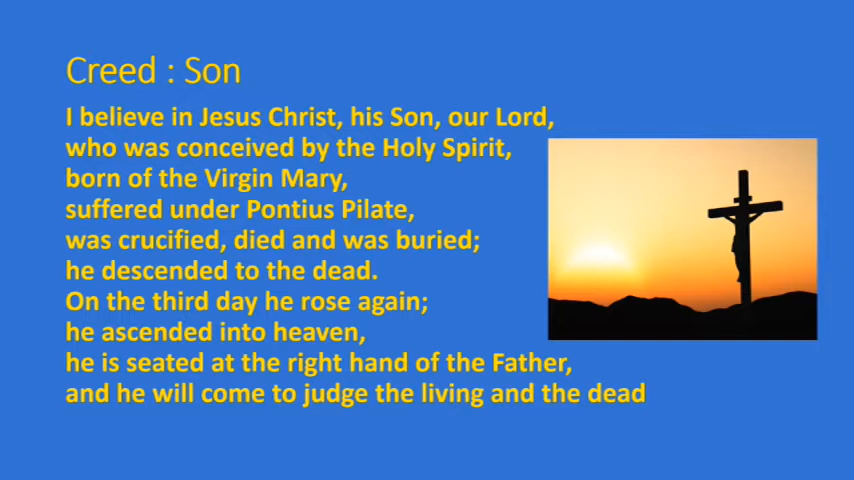 Creed : Son
I believe in Jesus Christ, his Son, our Lord,
who was conceived by the Holy Spirit,
born of the Virgin Mary,
suffered under Pontius Pilate,
was crucified, died and was buried;
he descended to the dead.
On the third day he rose again;
he ascended into heaven,
he is seated at the right hand of the Father,
and he will come to judge the living and the dead